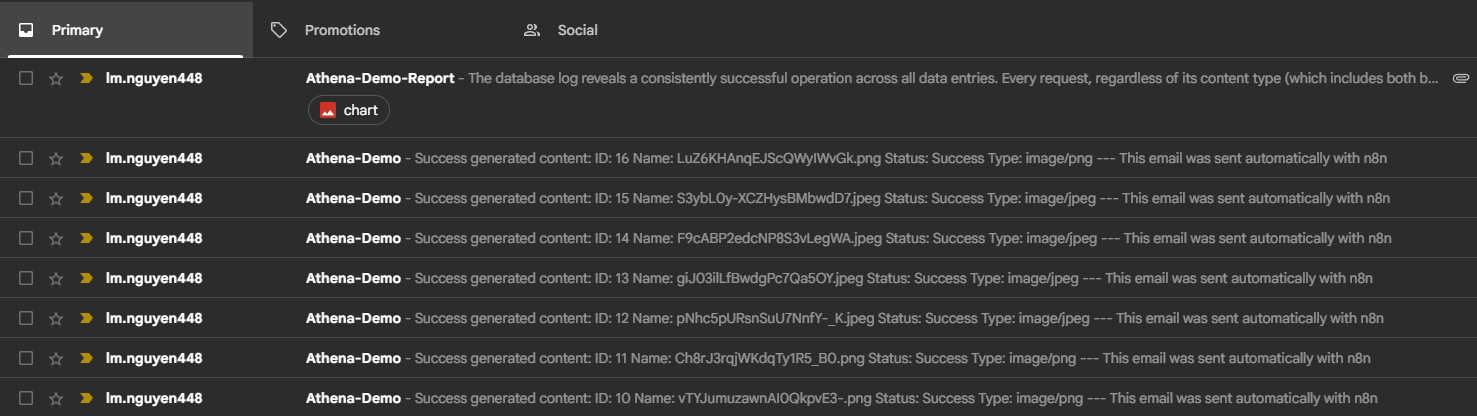 Primary
Promotions
Social
lm.nguyen448 Athena-Demo-Report - The database log reveals a consistently successful operation across all data entries. Every request, regardless of its content type (which includes both b...
chart
lm.nguyen448 Athena-Demo - Success generated content: ID: 16 Name: LuZ6KHAnqEJScQWyIWvGk.png Status: Success Type: image/png --- This email was sent automatically with n8n
lm.nguyen448 Athena-Demo - Success generated content: ID: 15 Name: S3ybL0y-XCZHysBMbwdD7.jpeg Status: Success Type: image/jpeg --- This email was sent automatically with n8n
lm.nguyen448 Athena-Demo - Success generated content: ID: 14 Name: F9cABP2edcNP8S3vLegWA.jpeg Status: Success Type: image/jpeg --- This email was sent automatically with n8n
lm.nguyen448 Athena-Demo - Success generated content: ID: 13 Name: giJ03ilLfBwdgPc7Qa5OY.jpeg Status: Success Type: image/jpeg --- This email was sent automatically with n8n
lm.nguyen448 Athena-Demo - Success generated content: ID: 12 Name: pNhc5pURsnSuU7NnfY-_K.jpeg Status: Success Type: image/jpeg --- This email was sent automatically with n8n
lm.nguyen448 Athena-Demo - Success generated content: ID: 11 Name: Ch8rJ3rqjWKdqTy1R5_B0.png Status: Success Type: image/png --- This email was sent automatically with n8n
lm.nguyen448 Athena-Demo - Success generated content: ID: 10 Name: vTYJumuzawnAI0QkpvE3-.png Status: Success Type: image/png --- This email was sent automatically with n8n